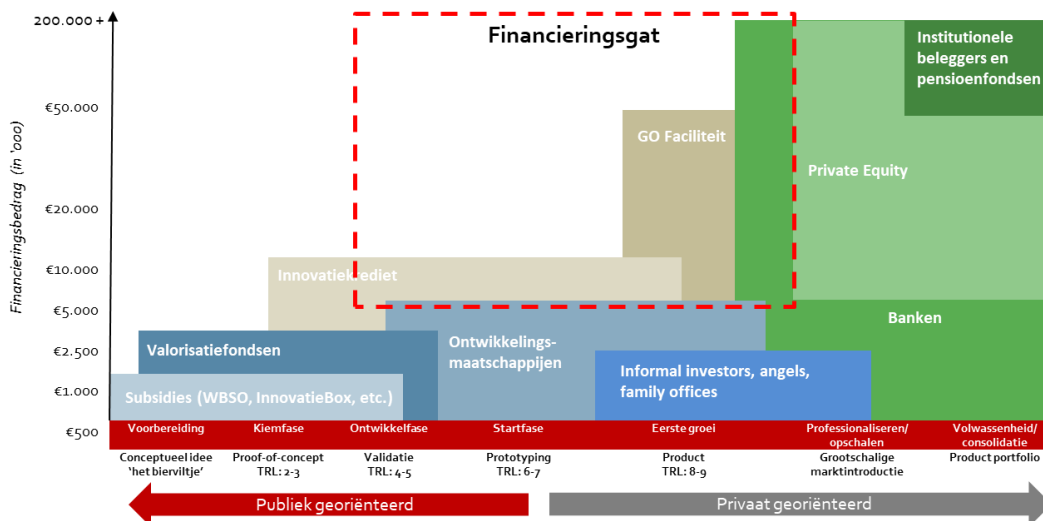 Financieringsgat
Financieringsbedrag (in '000)
200.000 +
€50.000
€20.000
€10.000
€5.000
€2.500
€1.000
€500
Institutionele
beleggers en
pensioenfondsen
GO Faciliteit
Private Equity
Innovatiekrediet
Banken
Valorisatiefondsen
Ontwikkelings-
maatschappijen
Informal investors, angels,
family offices
Subsidies (WBSO, InnovatieBox, etc.)
Voorbereiding
Kiemfase
Ontwikkelfase
Startfase
Eerste groei
Professionaliseren/
opschalen
Volwassenheid/
consolidatie
Conceptueel idee
'het bierviltje'
Proof-of-concept
TRL: 2-3
Validatie
TRL: 4-5
Prototyping
TRL: 6-7
Product
TRL: 8-9
Grootschalige
marktintroductie
Product portfolio
Publiek georiënteerd
Privaat georiënteerd